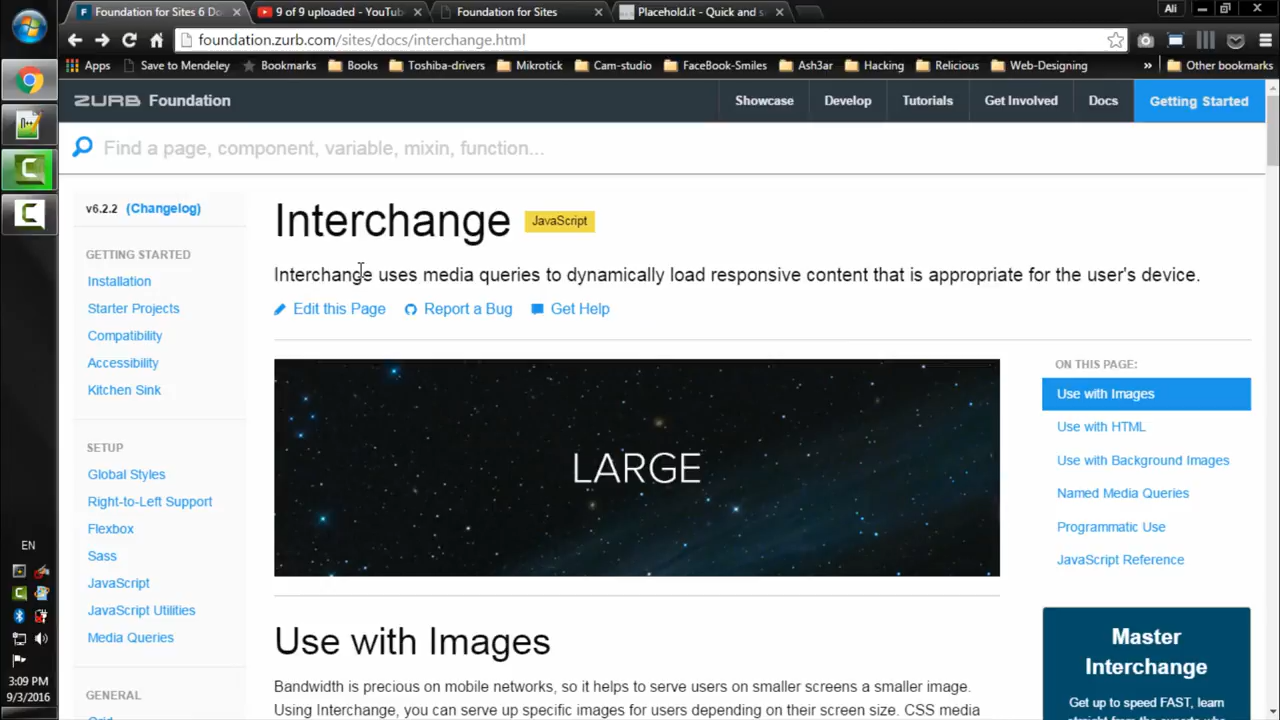 Foundation for Sites 6 Do
9 of 9 uploaded - YouTub
Foundation for Sites
Placehold.it - Quick and s
Ali
foundation.zurb.com/sites/docs/interchange.html
Apps
Save to Mendeley
Bookmarks
Books
Toshiba-drivers
Mikrotick
Cam-studio
FaceBook-Smiles
Ash3ar
Hacking
Relicious
Web-Designing
»
Other bookmarks
ZURB Foundation
Showcase
Develop
Tutorials
Get Involved
Docs
Getting Started
Find a page, component, variable, mixin, function...
v6.2.2 (Changelog)
GETTING STARTED
Installation
Starter Projects
Compatibility
Accessibility
Kitchen Sink
SETUP
Global Styles
Right-to-Left Support
Flexbox
Sass
JavaScript
JavaScript Utilities
Media Queries
GENERAL
Interchange JavaScript
Interchange uses media queries to dynamically load responsive content that is appropriate for the user's device.
Edit this Page
Report a Bug
Get Help
LARGE
Use with Images
Bandwidth is precious on mobile networks, so it helps to serve users on smaller screens a smaller image.
Using Interchange, you can serve up specific images for users depending on their screen size. CSS media
ON THIS PAGE:
Use with Images
Use with HTML
Use with Background Images
Named Media Queries
Programmatic Use
JavaScript Reference
Master
Interchange
Get up to speed FAST, learn
EN
3:09 PM
9/3/2016